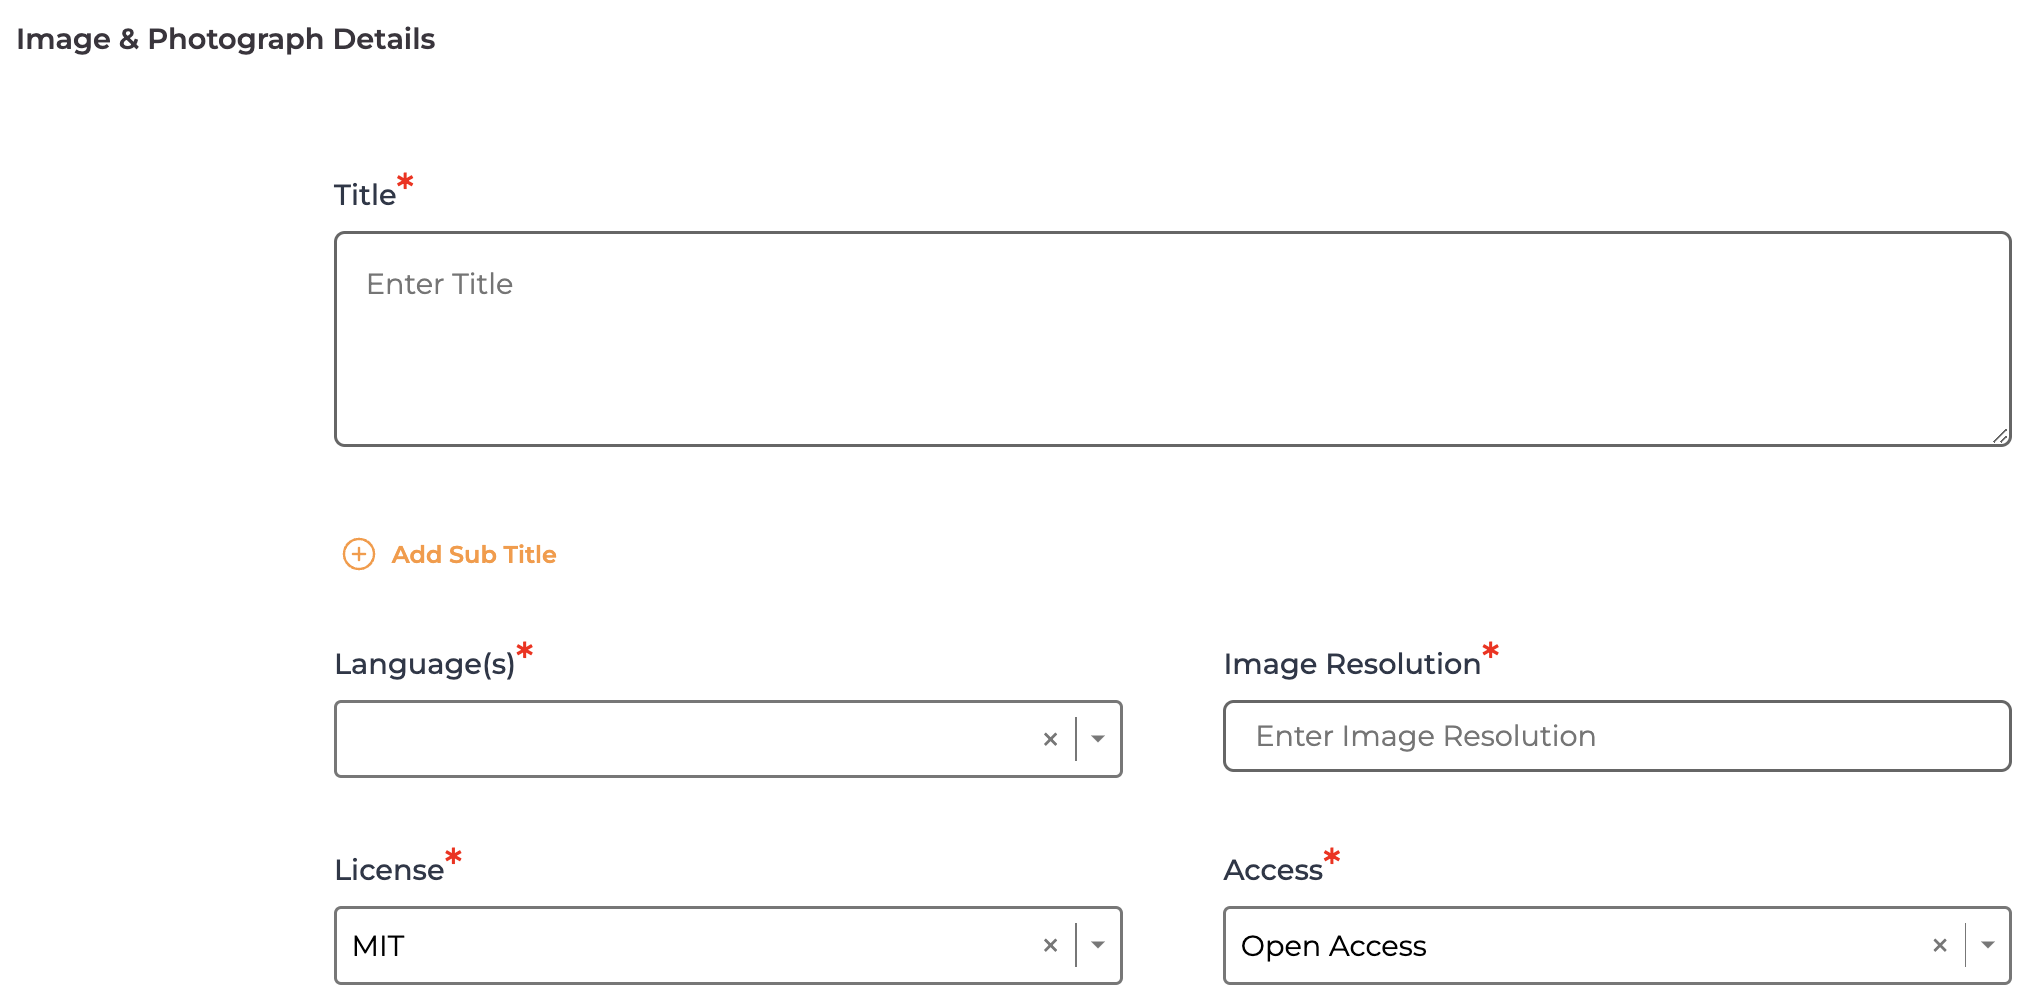 Image & Photograph Details
Title*
Enter Title
Add Sub Title
Language(s)*
Image Resolution*
Enter Image Resolution
License*
Access*
MIT
Open Access